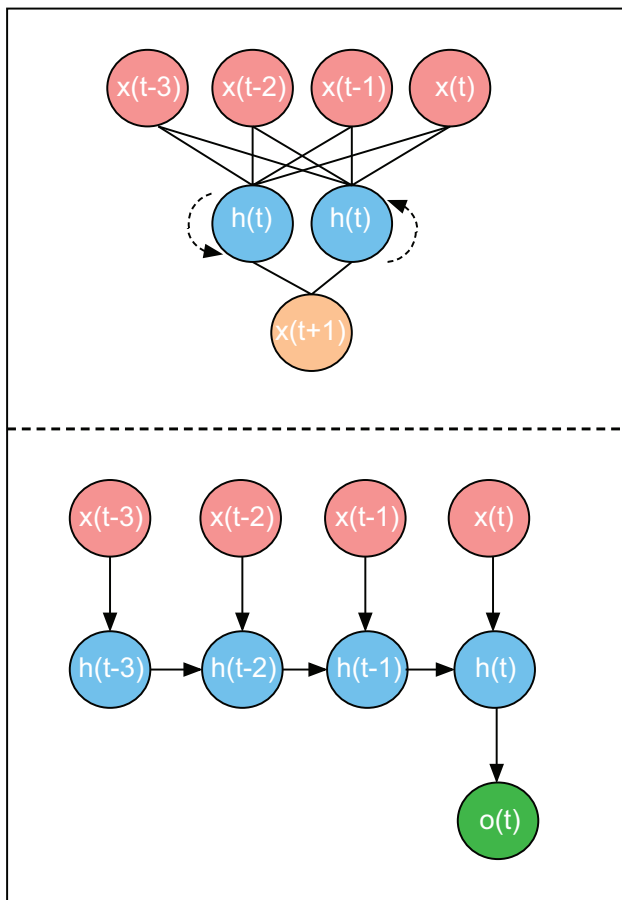 x(t-3) x(t-2) x(t-1) x(t)
h(t) h(t)
x(t+1)
x(t-3) x(t-2) x(t-1) x(t)
h(t-3) h(t-2) h(t-1) h(t)
o(t)